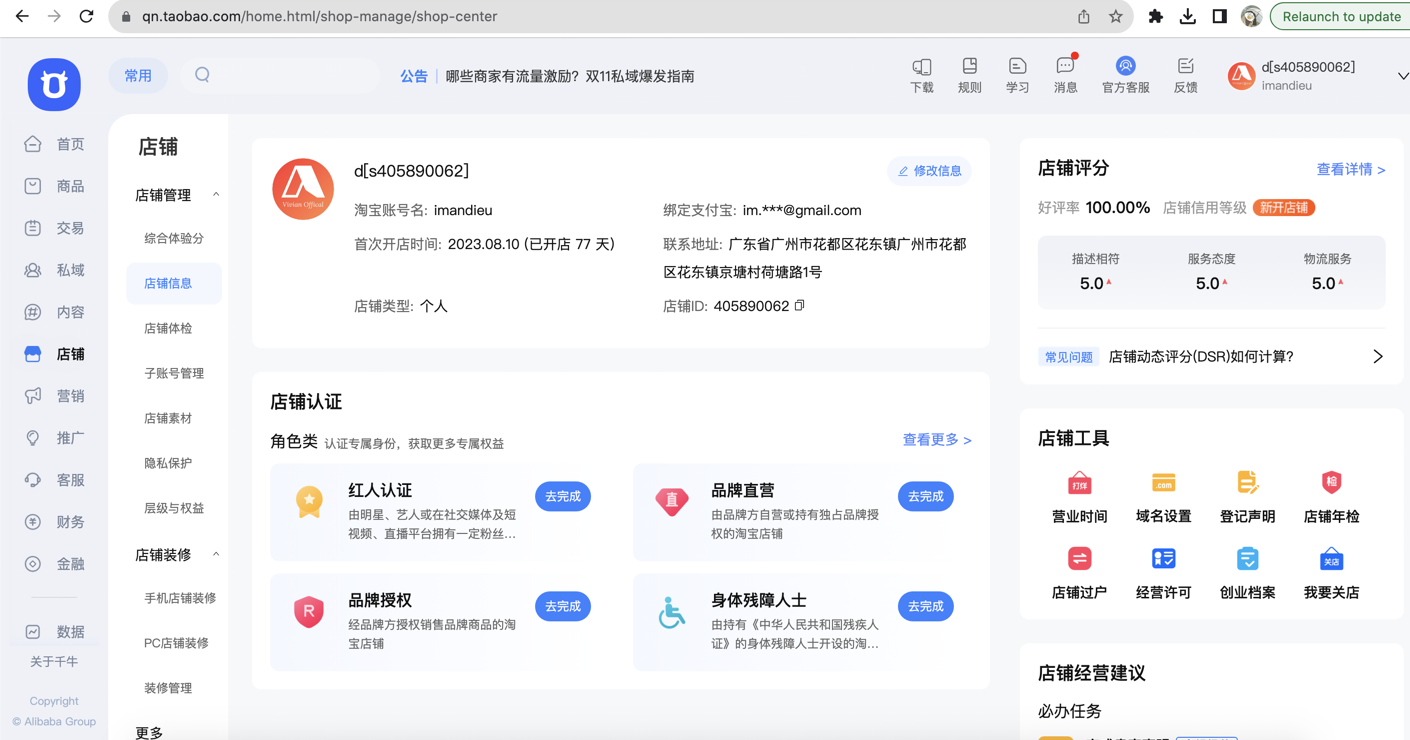 qn.taobao.com/home.html/shop-manage/shop-center
Relaunch to update
常用
公告
哪些商家有流量激励？双11私域爆发指南
下载
规则
学习
消息
官方客服
反馈
d[s405890062]
imandieu
首页
商品
交易
私域
内容
店铺
营销
推广
客服
财务
金融
数据
关于千牛
Copyright
© Alibaba Group
店铺
店铺管理
综合体验分
店铺信息
店铺体检
子账号管理
店铺素材
隐私保护
层级与权益
店铺装修
手机店铺装修
PC店铺装修
装修管理
更多
d[s405890062]
修改信息
淘宝账号名: imandieu
绑定支付宝: im.***@gmail.com
首次开店时间: 2023.08.10 (已开店 77 天)
联系地址: 广东省广州市花都区花东镇广州市花都
区花东镇京塘村荷塘路1号
店铺类型: 个人
店铺ID: 405890062
店铺认证
角色类 认证专属身份，获取更多专属权益
查看更多 >
红人认证
由明星、艺人或在社交媒体及短
视频、直播平台拥有一定粉丝...
去完成
直
品牌直营
由品牌方自营或持有独占品牌授
权的淘宝店铺
去完成
R
品牌授权
经品牌方授权销售品牌商品的淘
宝店铺
去完成
身体残障人士
由持有《中华人民共和国残疾人
证》的身体残障人士开设的淘...
去完成
店铺评分
查看详情 >
好评率 100.00% 店铺信用等级 新开店铺
描述相符
服务态度
物流服务
5.0
5.0
5.0
常见问题
店铺动态评分(DSR)如何计算?
店铺工具
打烊
.com
检
营业时间
域名设置
登记声明
店铺年检
关店
店铺过户
经营许可
创业档案
我要关店
店铺经营建议
必办任务